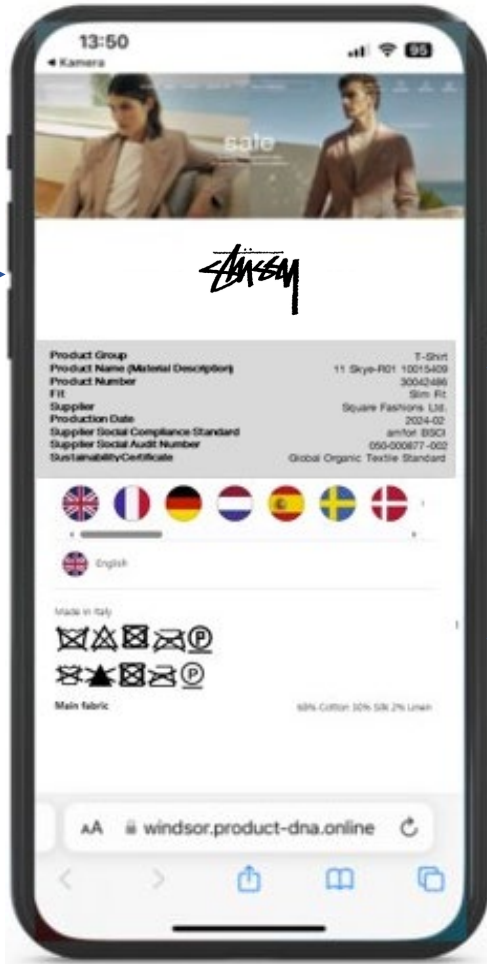 13:50
95
◀ Kamera
sale
STÜSSY
Product Group T-Shirt
Product Name (Material Description) 11 Skye-R01 10015409
Product Number 30042486
Fit Slim Fit
Supplier Square Fashions Ltd.
Production Date 2024-02
Supplier Social Compliance Standard amfori BSCI
Supplier Social Audit Number 050-000877-002
SustainabilityCertificate Global Organic Textile Standard
English
Made in Italy
P
P
Main fabric 68% Cotton 30% Silk 2% Linen
AA windsor.product-dna.online